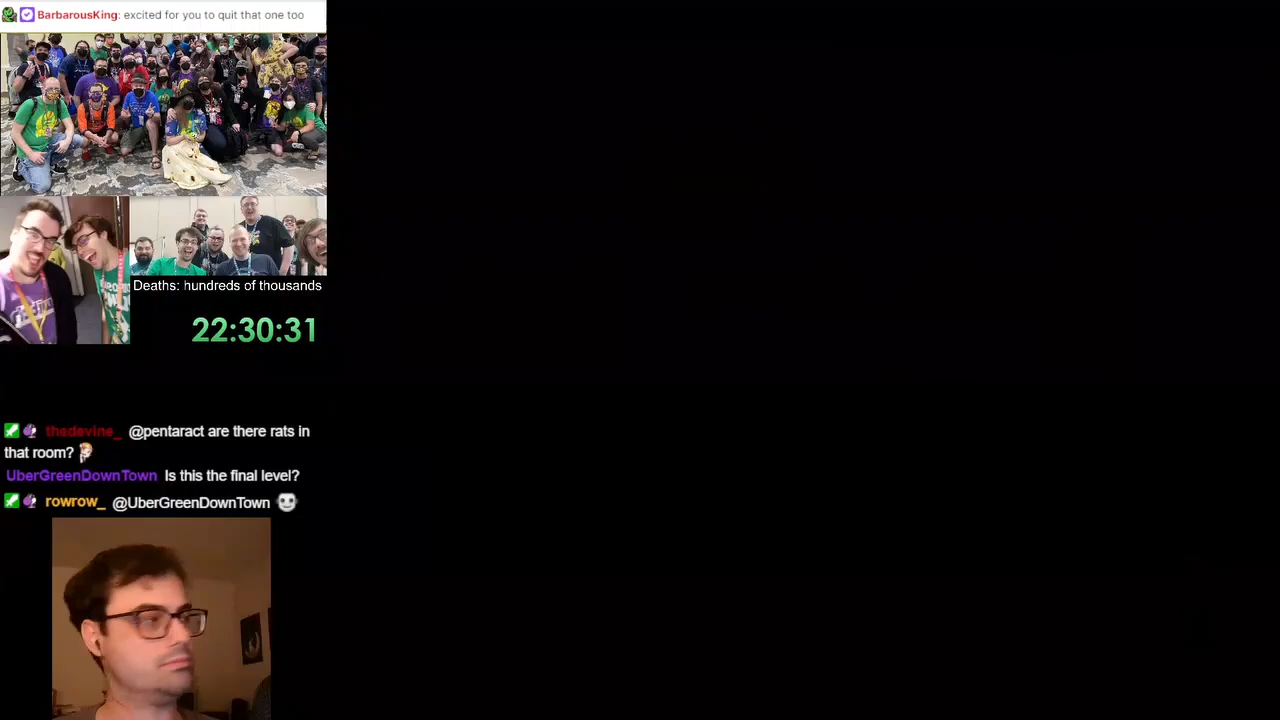 BarbarousKing: excited for you to quit that one too
Deaths: hundreds of thousands
22:30:31
thedevine_ @pentaract are there rats in
that room?
UberGreenDownTown Is this the final level?
rowrow_ @UberGreenDownTown